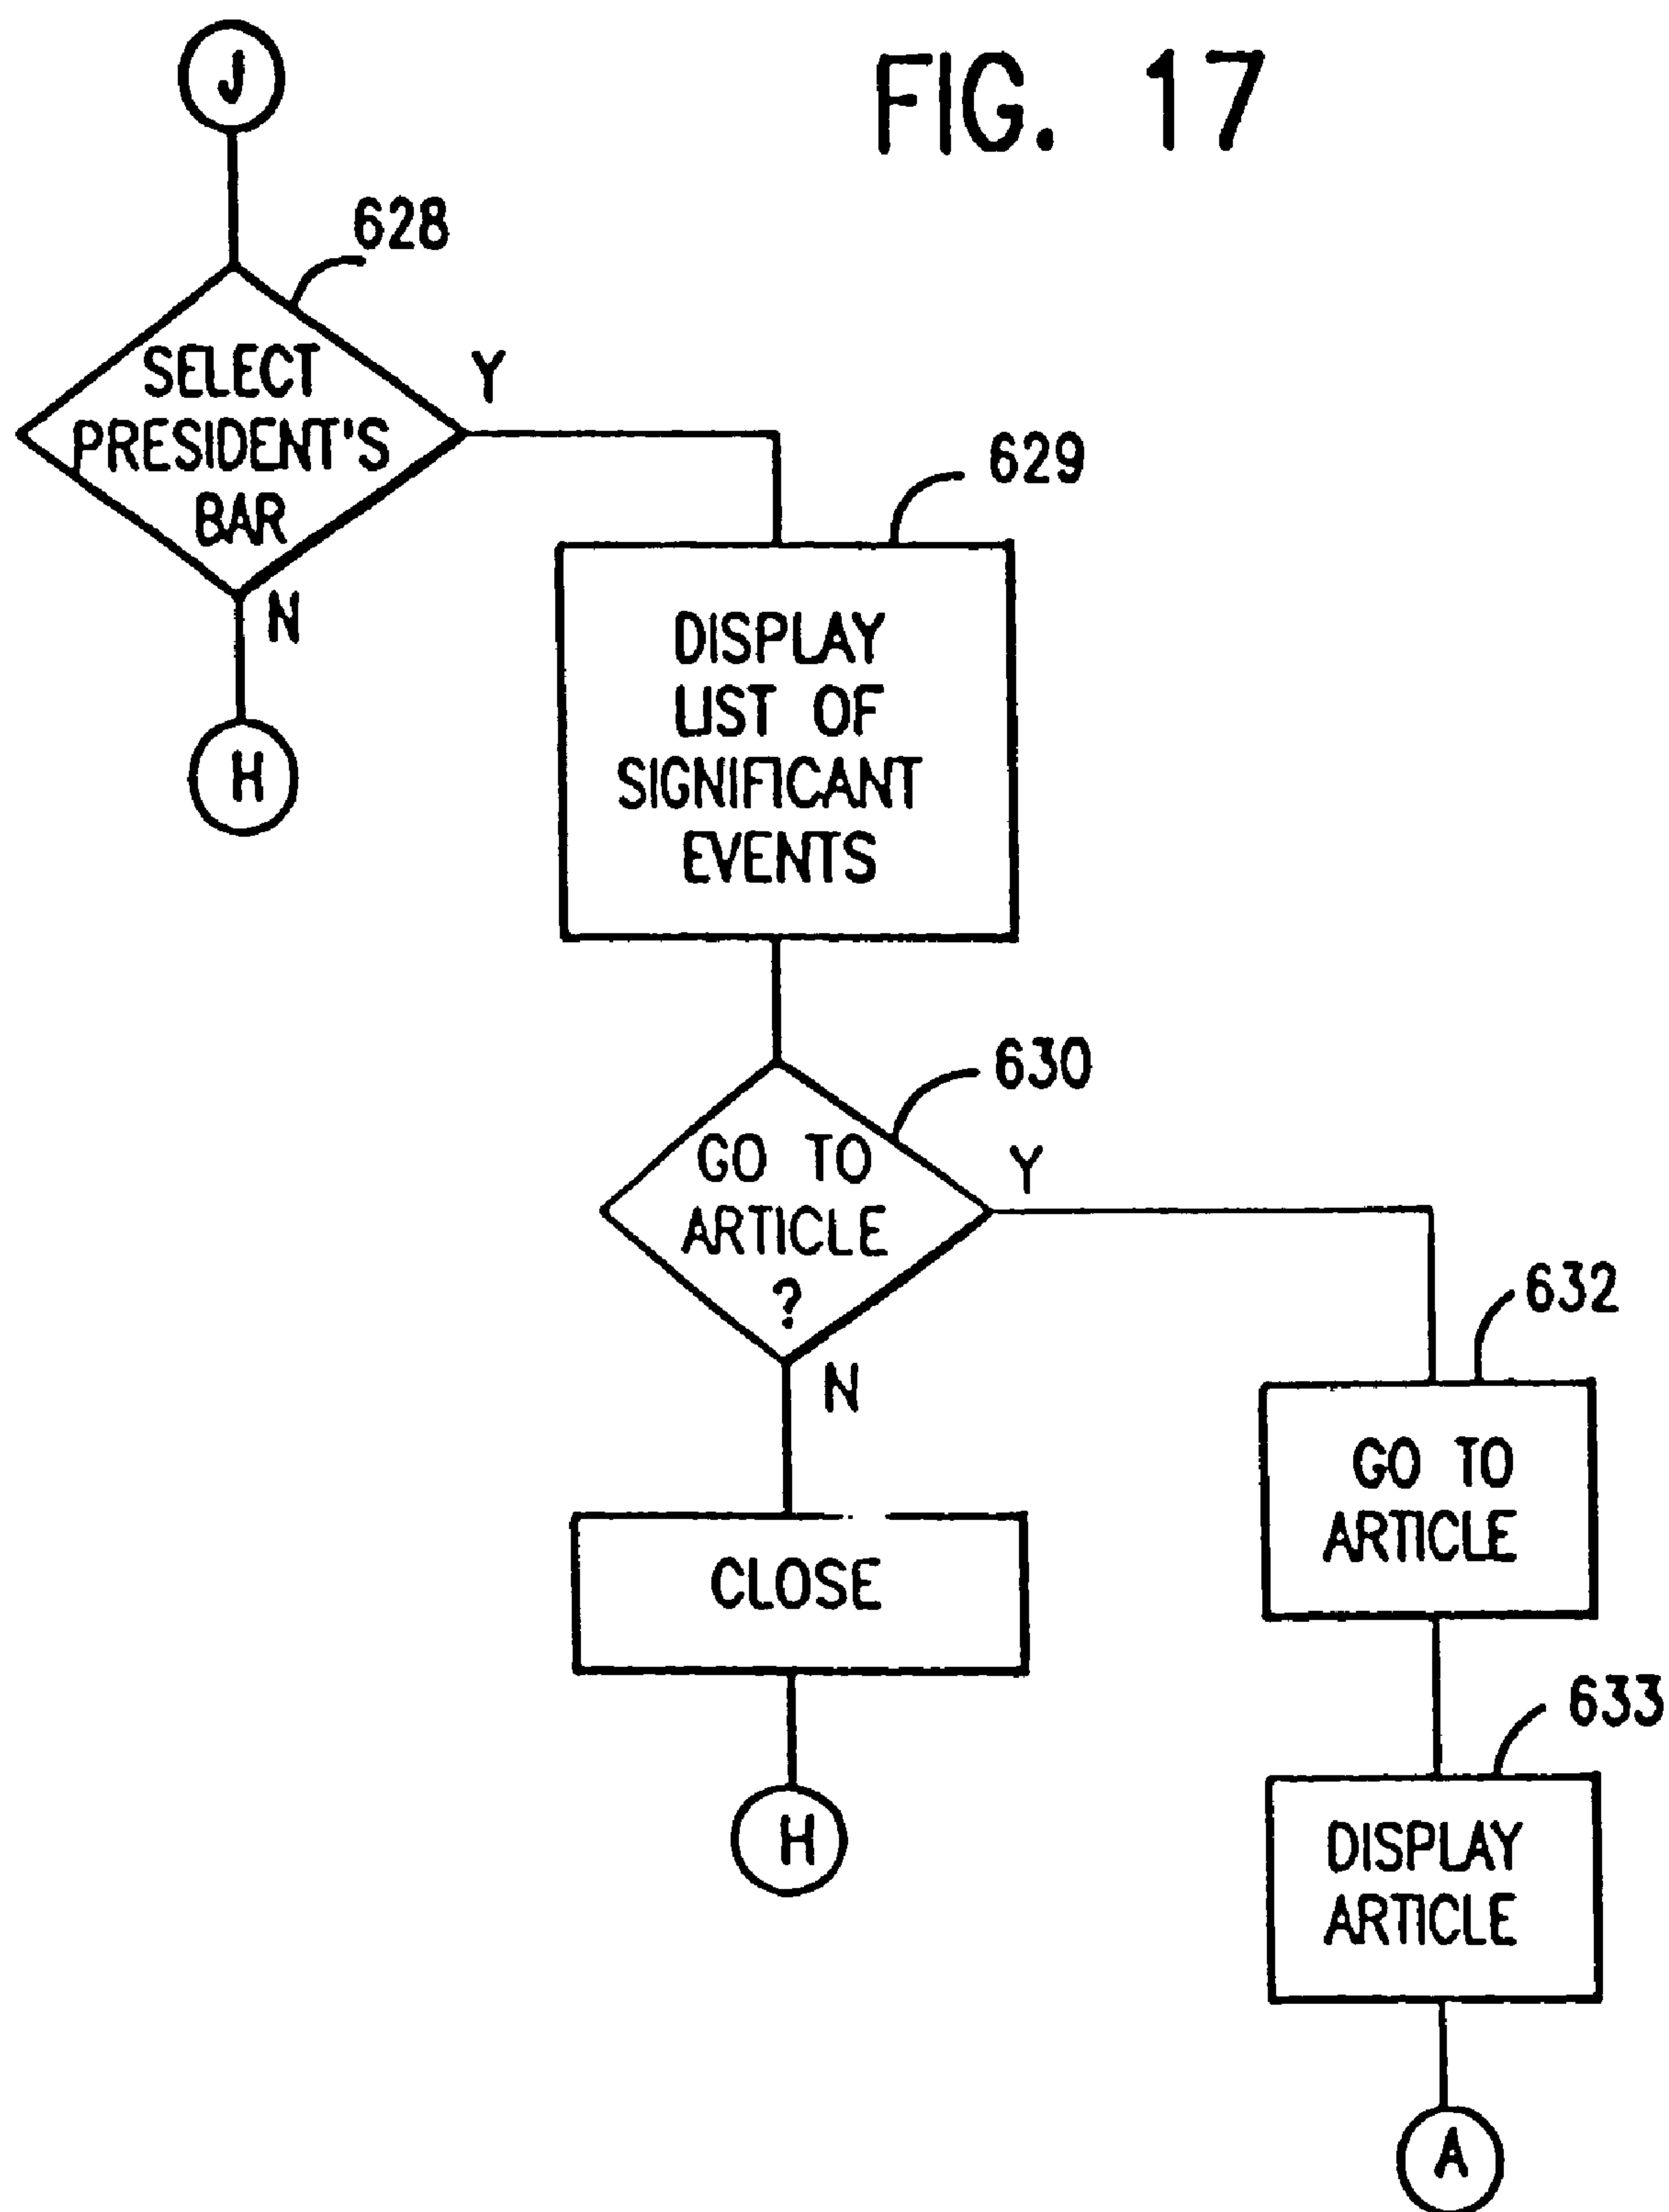 FIG. 17
J
628
SELECT
PRESIDENT'S
BAR
Y
N
H
629
DISPLAY
LIST OF
SIGNIFICANT
EVENTS
630
GO TO
ARTICLE
?
Y
N
CLOSE
H
632
GO TO
ARTICLE
633
DISPLAY
ARTICLE
A